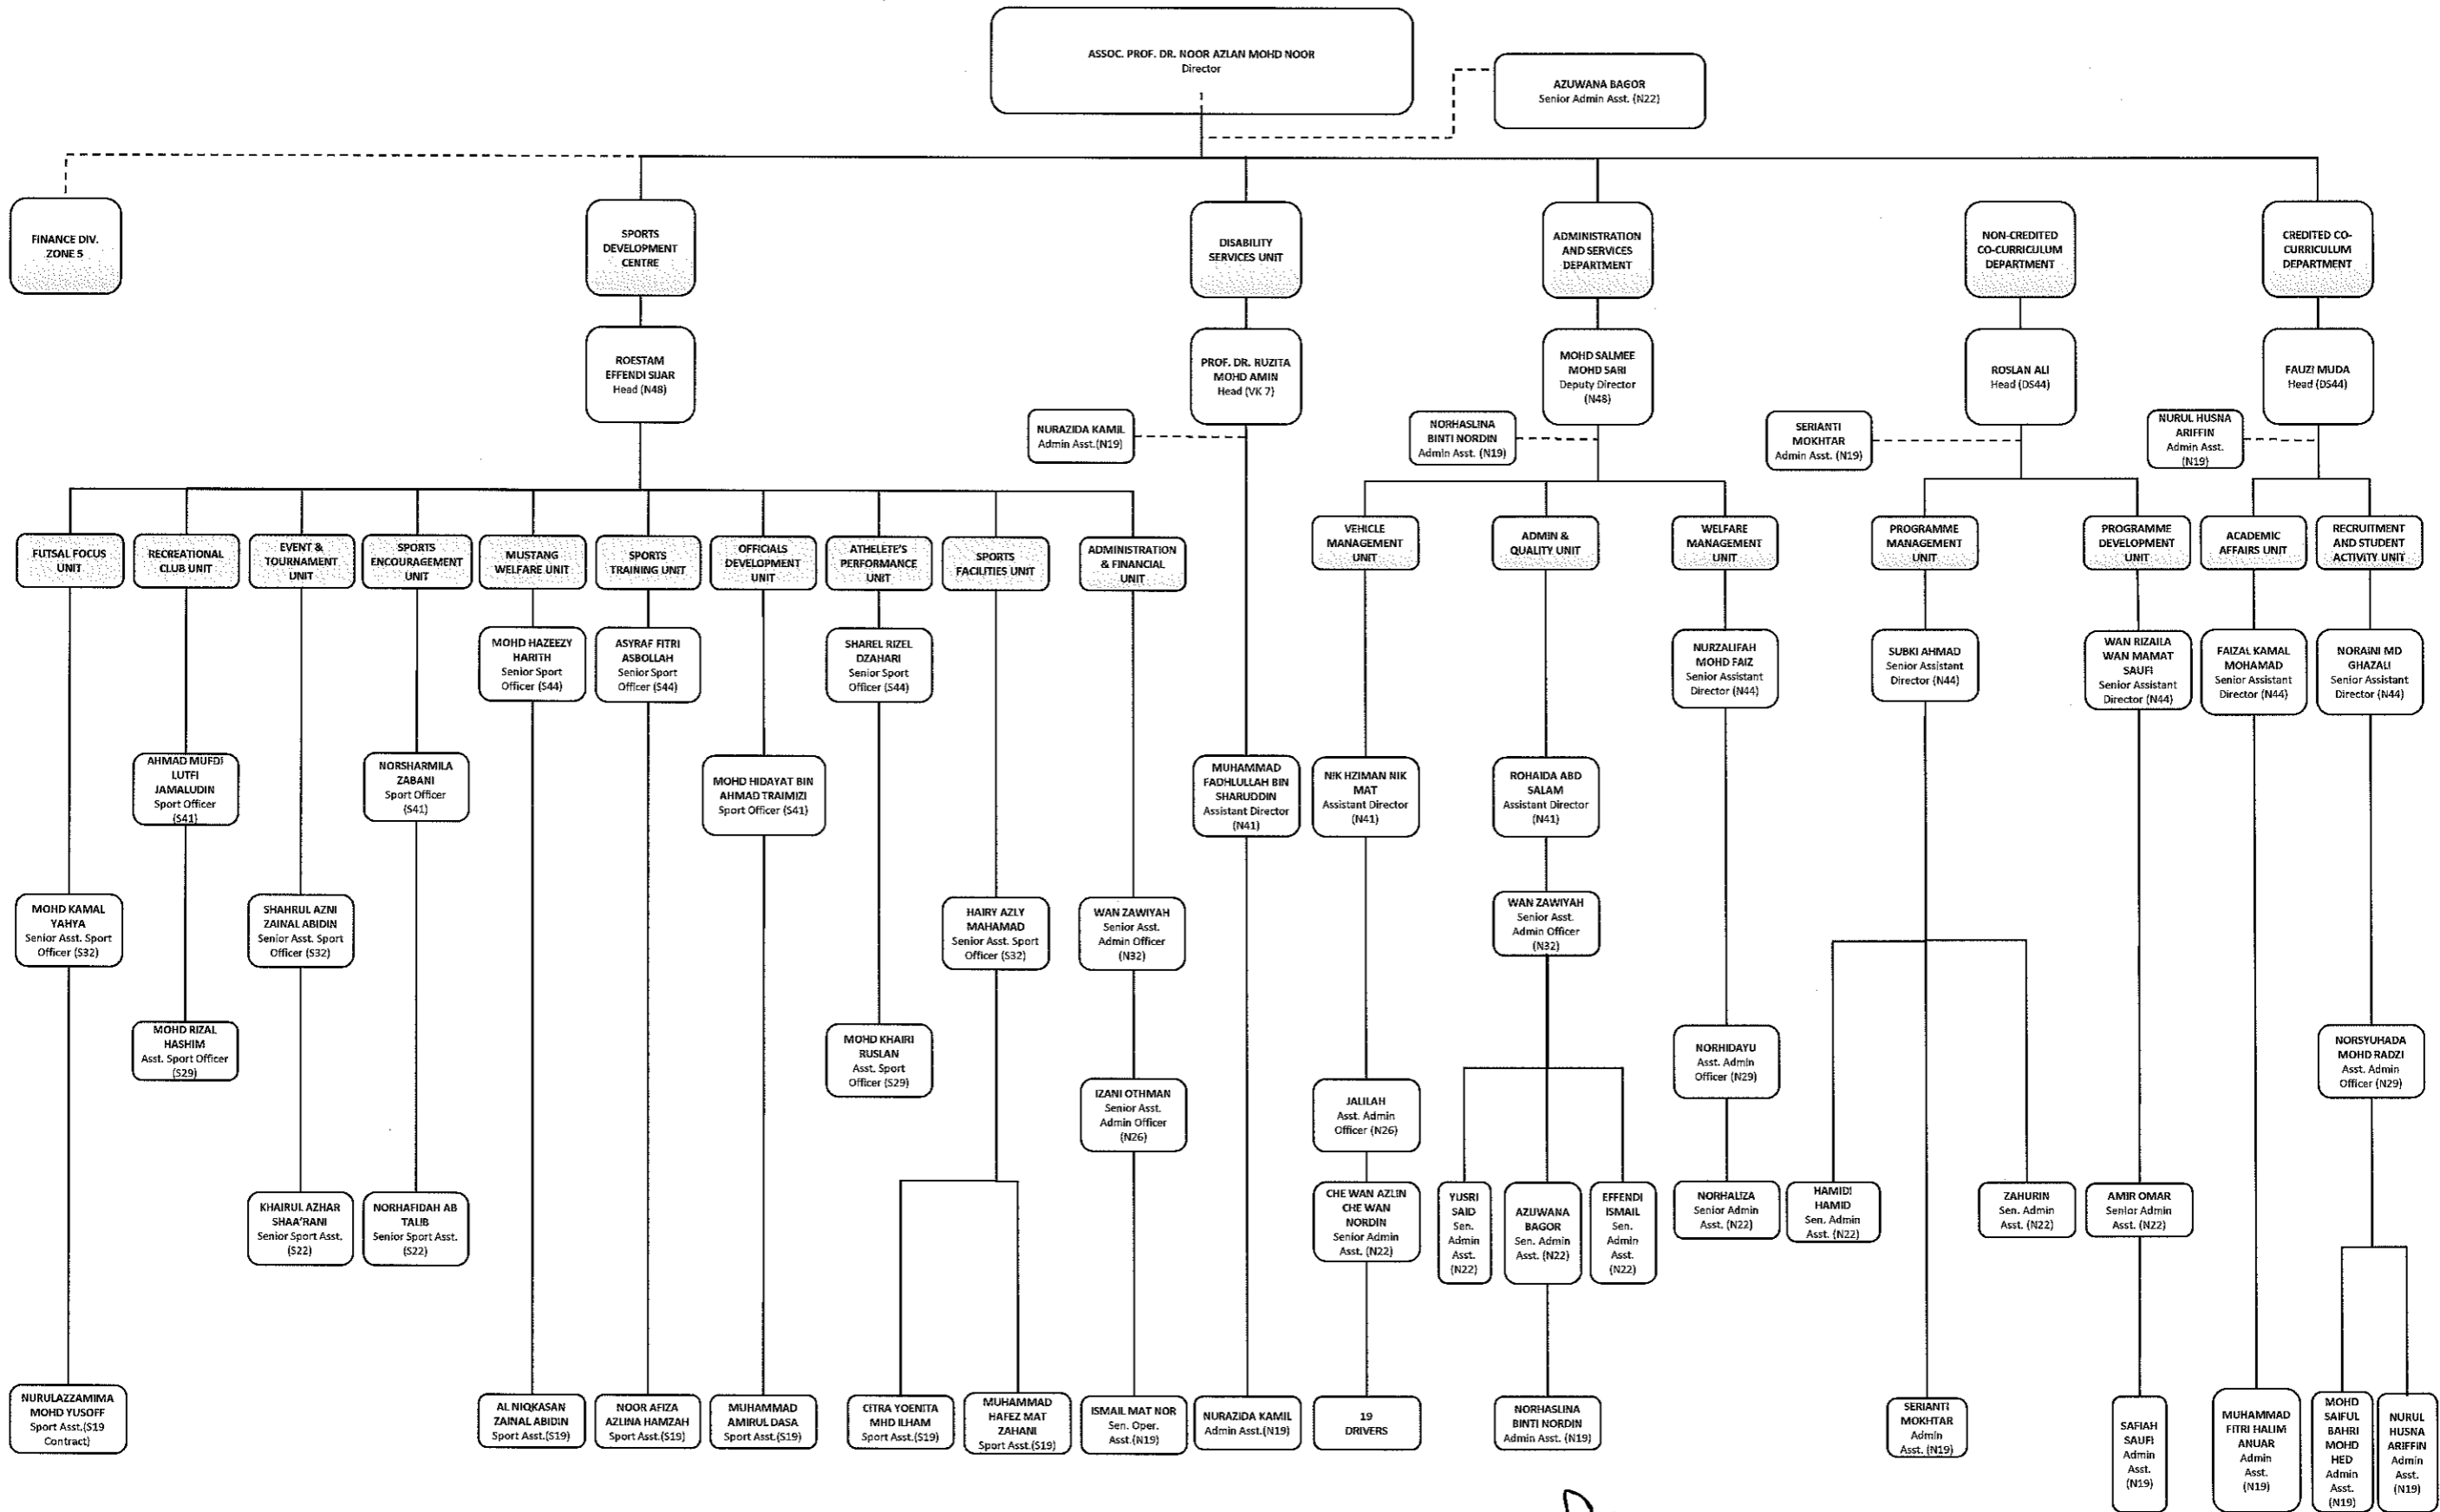 ASSOC. PROF. DR. NOOR AZLAN MOHD NOOR
Director
AZUWANA BAGOR
Senior Admin Asst. (N22)
FINANCE DIV.
ZONE 5
SPORTS
DEVELOPMENT
CENTRE
DISABILITY
SERVICES UNIT
ADMINISTRATION
AND SERVICES
DEPARTMENT
NON-CREDITED
CO-CURRICULUM
DEPARTMENT
CREDITED CO-
CURRICULUM
DEPARTMENT
ROESTAM
EFFENDI SIJAR
Head (N48)
PROF. DR. RUZITA
MOHD AMIN
Head (VK 7)
MOHD SALMEE
MOHD SARI
Deputy Director
(N48)
ROSLAN ALI
Head (DS44)
FAUZI MUDA
Head (DS44)
NURAZIDA KAMIL
Admin Asst.(N19)
NORHASLINA
BINTI NORDIN
Admin Asst. (N19)
SERIANTI
MOKHTAR
Admin Asst. (N19)
NURUL HUSNA
ARIFFIN
Admin Asst.
(N19)
FUTSAL FOCUS
UNIT
RECREATIONAL
CLUB UNIT
EVENT &
TOURNAMENT
UNIT
SPORTS
ENCOURAGEMENT
UNIT
MUSTANG
WELFARE UNIT
SPORTS
TRAINING UNIT
OFFICIALS
DEVELOPMENT
UNIT
ATHELETE'S
PERFORMANCE
UNIT
SPORTS
FACILITIES UNIT
ADMINISTRATION
& FINANCIAL
UNIT
VEHICLE
MANAGEMENT
UNIT
ADMIN &
QUALITY UNIT
WELFARE
MANAGEMENT
UNIT
PROGRAMME
MANAGEMENT
UNIT
PROGRAMME
DEVELOPMENT
UNIT
ACADEMIC
AFFAIRS UNIT
RECRUITMENT
AND STUDENT
ACTIVITY UNIT
MOHD HAZEEZY
HARITH
Senior Sport
Officer (S44)
ASYRAF FITRI
ASBOLLAH
Senior Sport
Officer (S44)
SHAREL RIZEL
DZAHARI
Senior Sport
Officer (S44)
NURZALIFAH
MOHD FAIZ
Senior Assistant
Director (N44)
SUBKI AHMAD
Senior Assistant
Director (N44)
WAN RIZAILA
WAN MAMAT
SAUFI
Senior Assistant
Director (N44)
FAIZAL KAMAL
MOHAMAD
Senior Assistant
Director (N44)
NORAINI MD
GHAZALI
Senior Assistant
Director (N44)
AHMAD MUFDI
LUTFI
JAMALUDIN
Sport Officer
(S41)
NORSHARMILA
ZABANI
Sport Officer
(S41)
MOHD HIDAYAT BIN
AHMAD TRAIMIZI
Sport Officer (S41)
MUHAMMAD
FADHLULLAH BIN
SHARUDDIN
Assistant Director
(N41)
NIK HZIMAN NIK
MAT
Assistant Director
(N41)
ROHAIDA ABD
SALAM
Assistant Director
(N41)
MOHD KAMAL
YAHYA
Senior Asst. Sport
Officer (S32)
SHAHRUL AZNI
ZAINAL ABIDIN
Senior Asst. Sport
Officer (S32)
HAIRY AZLY
MAHAMAD
Senior Asst. Sport
Officer (S32)
WAN ZAWIYAH
Senior Asst.
Admin Officer
(N32)
WAN ZAWIYAH
Senior Asst.
Admin Officer
(N32)
MOHD RIZAL
HASHIM
Asst. Sport Officer
(S29)
MOHD KHAIRI
RUSLAN
Asst. Sport
Officer (S29)
NORHIDAYU
Asst. Admin
Officer (N29)
NORSYUHADA
MOHD RADZI
Asst. Admin
Officer (N29)
IZANI OTHMAN
Senior Asst.
Admin Officer
(N26)
JALILAH
Asst. Admin
Officer (N26)
KHAIRUL AZHAR
SHAA'RANI
Senior Sport Asst.
(S22)
NORHAFIDAH AB
TALIB
Senior Sport Asst.
(S22)
CHE WAN AZLIN
CHE WAN
NORDIN
Senior Admin
Asst. (N22)
YUSRI
SAID
Sen.
Admin
Asst.
(N22)
AZUWANA
BAGOR
Sen. Admin
Asst. (N22)
EFFENDI
ISMAIL
Sen.
Admin
Asst.
(N22)
NORHALIZA
Senior Admin
Asst. (N22)
HAMIDI
HAMID
Sen. Admin
Asst. (N22)
ZAHURIN
Sen. Admin
Asst. (N22)
AMIR OMAR
Senior Admin
Asst. (N22)
NURULAZZAMIMA
MOHD YUSOFF
Sport Asst.(S19
Contract)
AL NIQKASAN
ZAINAL ABIDIN
Sport Asst.(S19)
NOOR AFIZA
AZLINA HAMZAH
Sport Asst.(S19)
MUHAMMAD
AMIRUL DASA
Sport Asst.(S19)
CITRA YOENITA
MHD ILHAM
Sport Asst.(S19)
MUHAMMAD
HAFEZ MAT
ZAHANI
Sport Asst.(S19)
ISMAIL MAT NOR
Sen. Oper.
Asst.(N19)
NURAZIDA KAMIL
Admin Asst.(N19)
19
DRIVERS
NORHASLINA
BINTI NORDIN
Admin Asst. (N19)
SERIANTI
MOKHTAR
Admin
Asst. (N19)
SAFIAH
SAUFI
Admin
Asst.
(N19)
MUHAMMAD
FITRI HALIM
ANUAR
Admin
Asst.
(N19)
MOHD
SAIFUL
BAHRI
MOHD
HED
Admin
Asst.
(N19)
NURUL
HUSNA
ARIFFIN
Admin
Asst.
(N19)